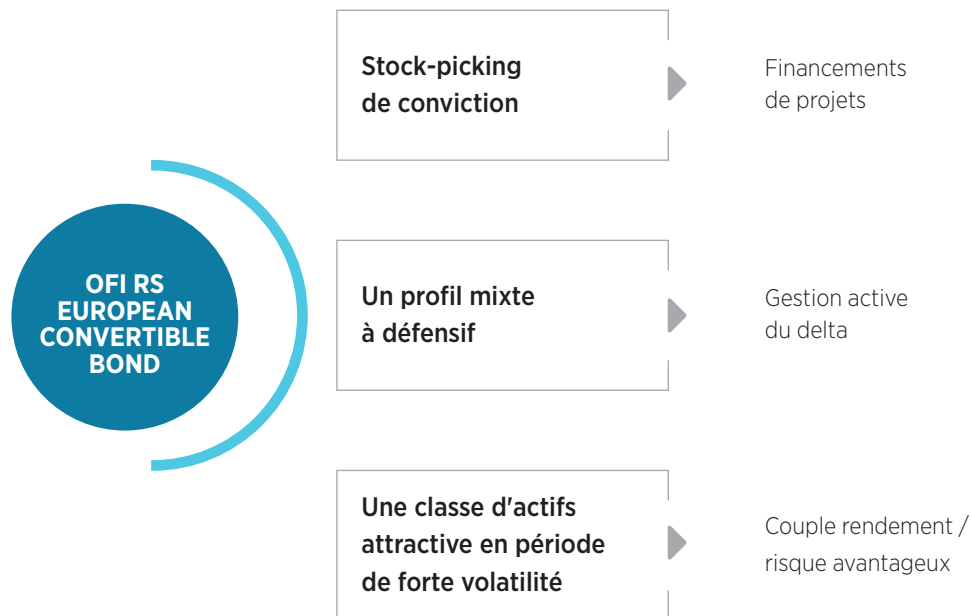 OFI RS
EUROPEAN
CONVERTIBLE
BOND
Stock-picking
de conviction
Financements
de projets
Un profil mixte
à défensif
Gestion active
du delta
Une classe d'actifs
attractive en période
de forte volatilité
Couple rendement /
risque avantageux